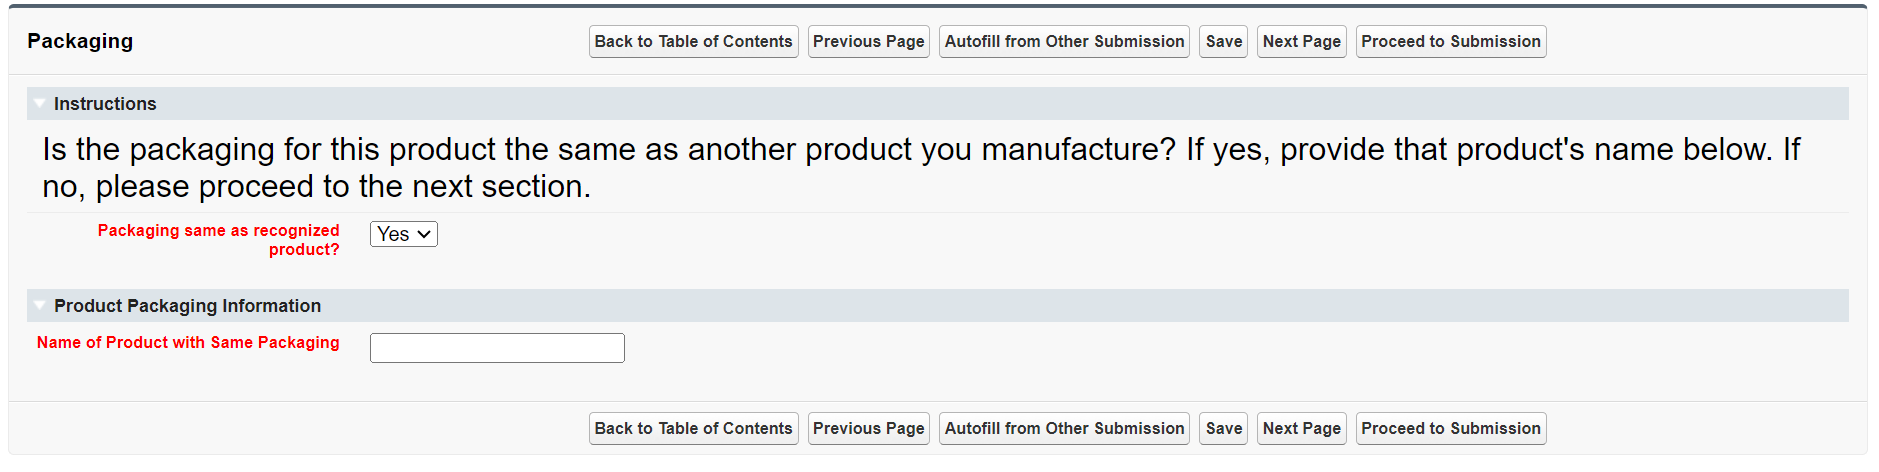 Packaging
Back to Table of Contents Previous Page Autofill from Other Submission Save Next Page Proceed to Submission
Instructions
Is the packaging for this product the same as another product you manufacture? If yes, provide that product's name below. If
no, please proceed to the next section.
Packaging same as recognized
product?
Yes
Product Packaging Information
Name of Product with Same Packaging
Back to Table of Contents Previous Page Autofill from Other Submission Save Next Page Proceed to Submission